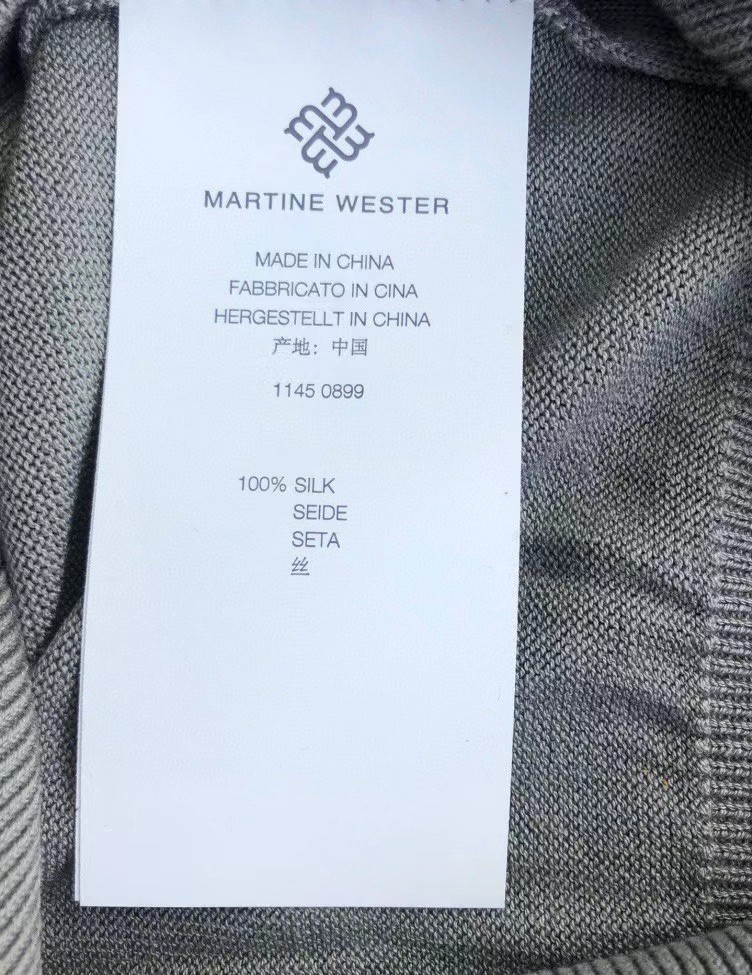 MARTINE WESTER
MADE IN CHINA
FABBRICATO IN CINA
HERGESTELLT IN CHINA
产地：中国
1145 0899
100% SILK
SEIDE
SETA
丝